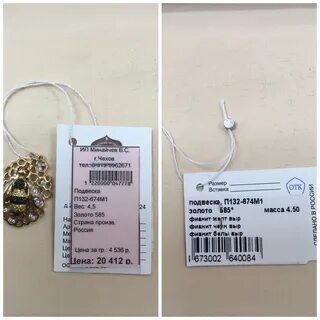 ИП Минайчев В.С.
г.Чехов
Подвеска
П132-674М1
Вес: 4,5
Золото 585
Страна произв.
Россия
Цена за гр.: 4 536 р.
Цена: 20 412 р.
Размер
Вставка
ОТК
подвеска, П132-674М1
золото 585*
масса 4.50
фианит желт выр
фианит черн выр
фианит белы выр
673002 640084
СДЕЛАНО В РОССИИ